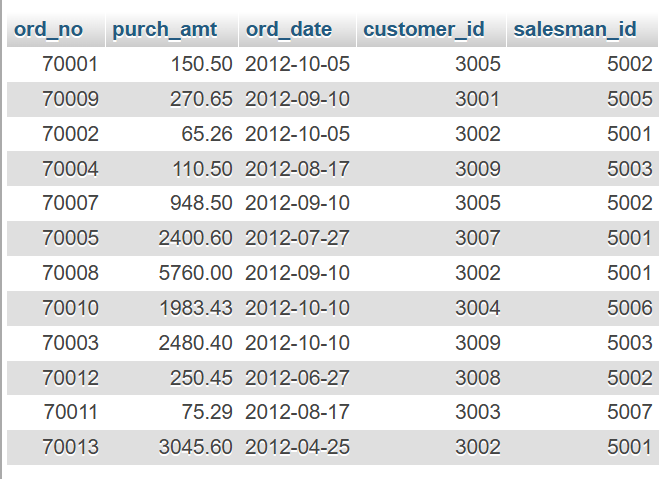 ord_no purch_amt ord_date customer_id salesman_id
70001 150.50 2012-10-05 3005 5002
70009 270.65 2012-09-10 3001 5005
70002 65.26 2012-10-05 3002 5001
70004 110.50 2012-08-17 3009 5003
70007 948.50 2012-09-10 3005 5002
70005 2400.60 2012-07-27 3007 5001
70008 5760.00 2012-09-10 3002 5001
70010 1983.43 2012-10-10 3004 5006
70003 2480.40 2012-10-10 3009 5003
70012 250.45 2012-06-27 3008 5002
70011 75.29 2012-08-17 3003 5007
70013 3045.60 2012-04-25 3002 5001